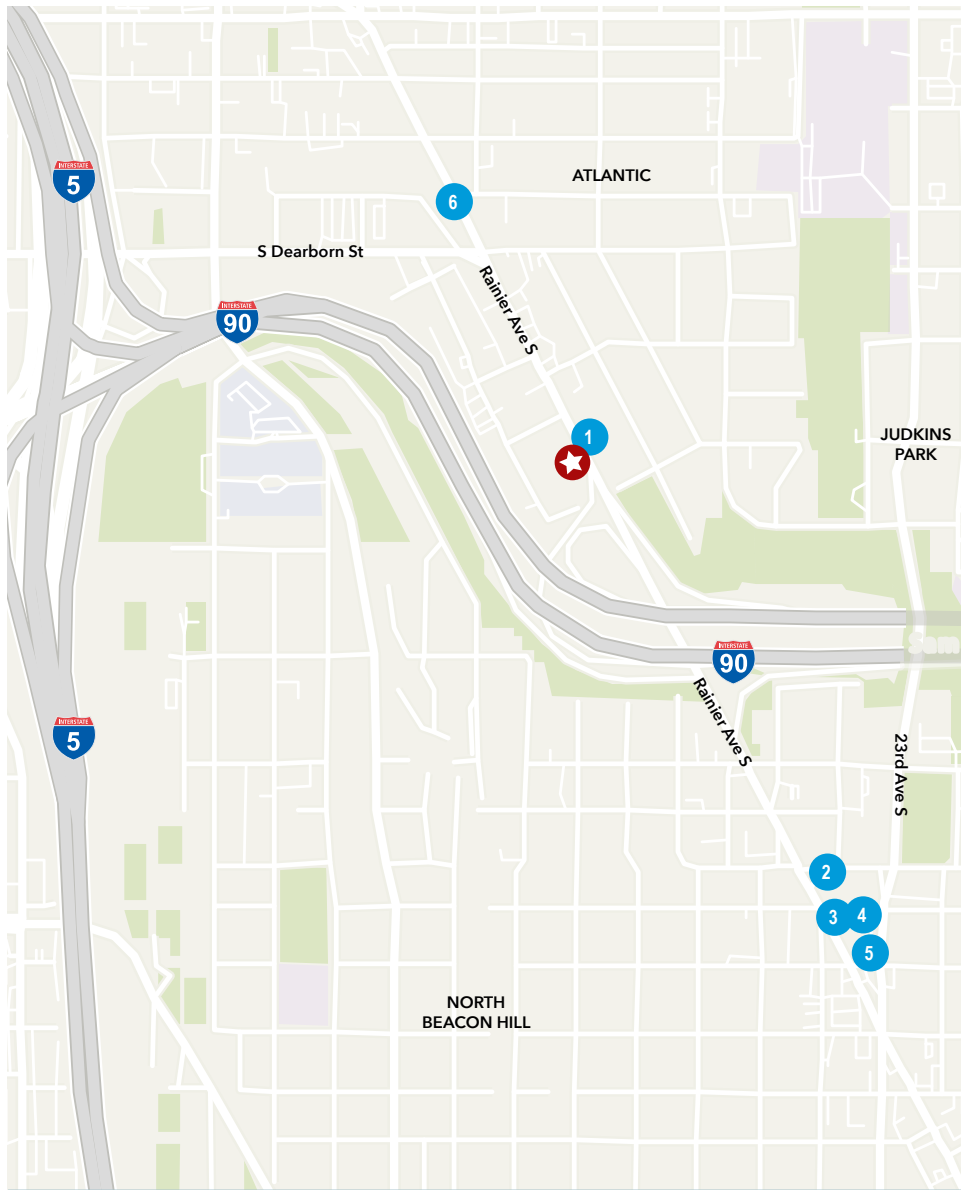 ATLANTIC
INTERSTATE
5
6
S Dearborn St
Rainier Ave S
INTERSTATE
90
1
JUDKINS
PARK
Sam
INTERSTATE
90
Rainier Ave S
INTERSTATE
5
23rd Ave S
2
3
4
5
NORTH
BEACON HILL